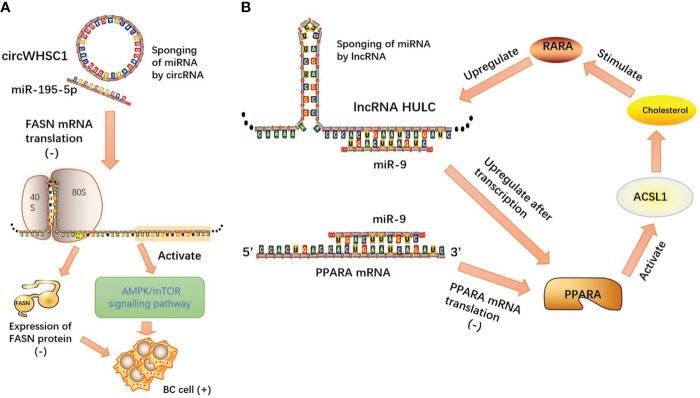 A
circWHSC1
miR-195-5p
Sponging
of miRNA
by circRNA
FASN mRNA
translation
(-)
40
S
80S
Activate
FASN
AMPK/mTOR
signalling pathway
Expression of
FASN protein
(-)
BC cell (+)
B
Sponging of miRNA
by lncRNA
lncRNA HULC
miR-9
Upregulate
RARA
Stimulate
Cholesterol
ACSL1
Activate
PPARA
Upregulate after
transcription
miR-9
5'
3'
PPARA mRNA
PPARA mRNA
translation
(-)